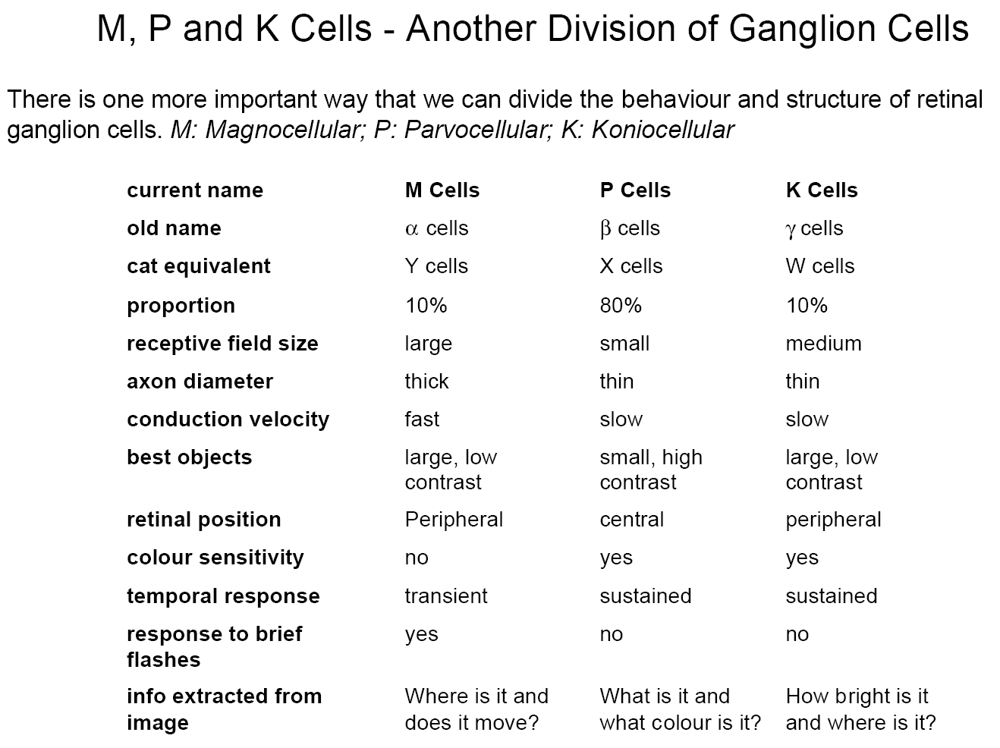 M, P and K Cells - Another Division of Ganglion Cells
There is one more important way that we can divide the behaviour and structure of retinal
ganglion cells. M: Magnocellular; P: Parvocellular; K: Koniocellular
current name M Cells P Cells K Cells
old name α cells β cells γ cells
cat equivalent Y cells X cells W cells
proportion 10% 80% 10%
receptive field size large small medium
axon diameter thick thin thin
conduction velocity fast slow slow
best objects large, low small, high large, low
contrast contrast contrast
retinal position Peripheral central peripheral
colour sensitivity no yes yes
temporal response transient sustained sustained
response to brief yes no no
flashes
info extracted from Where is it and What is it and How bright is it
image does it move? what colour is it? and where is it?